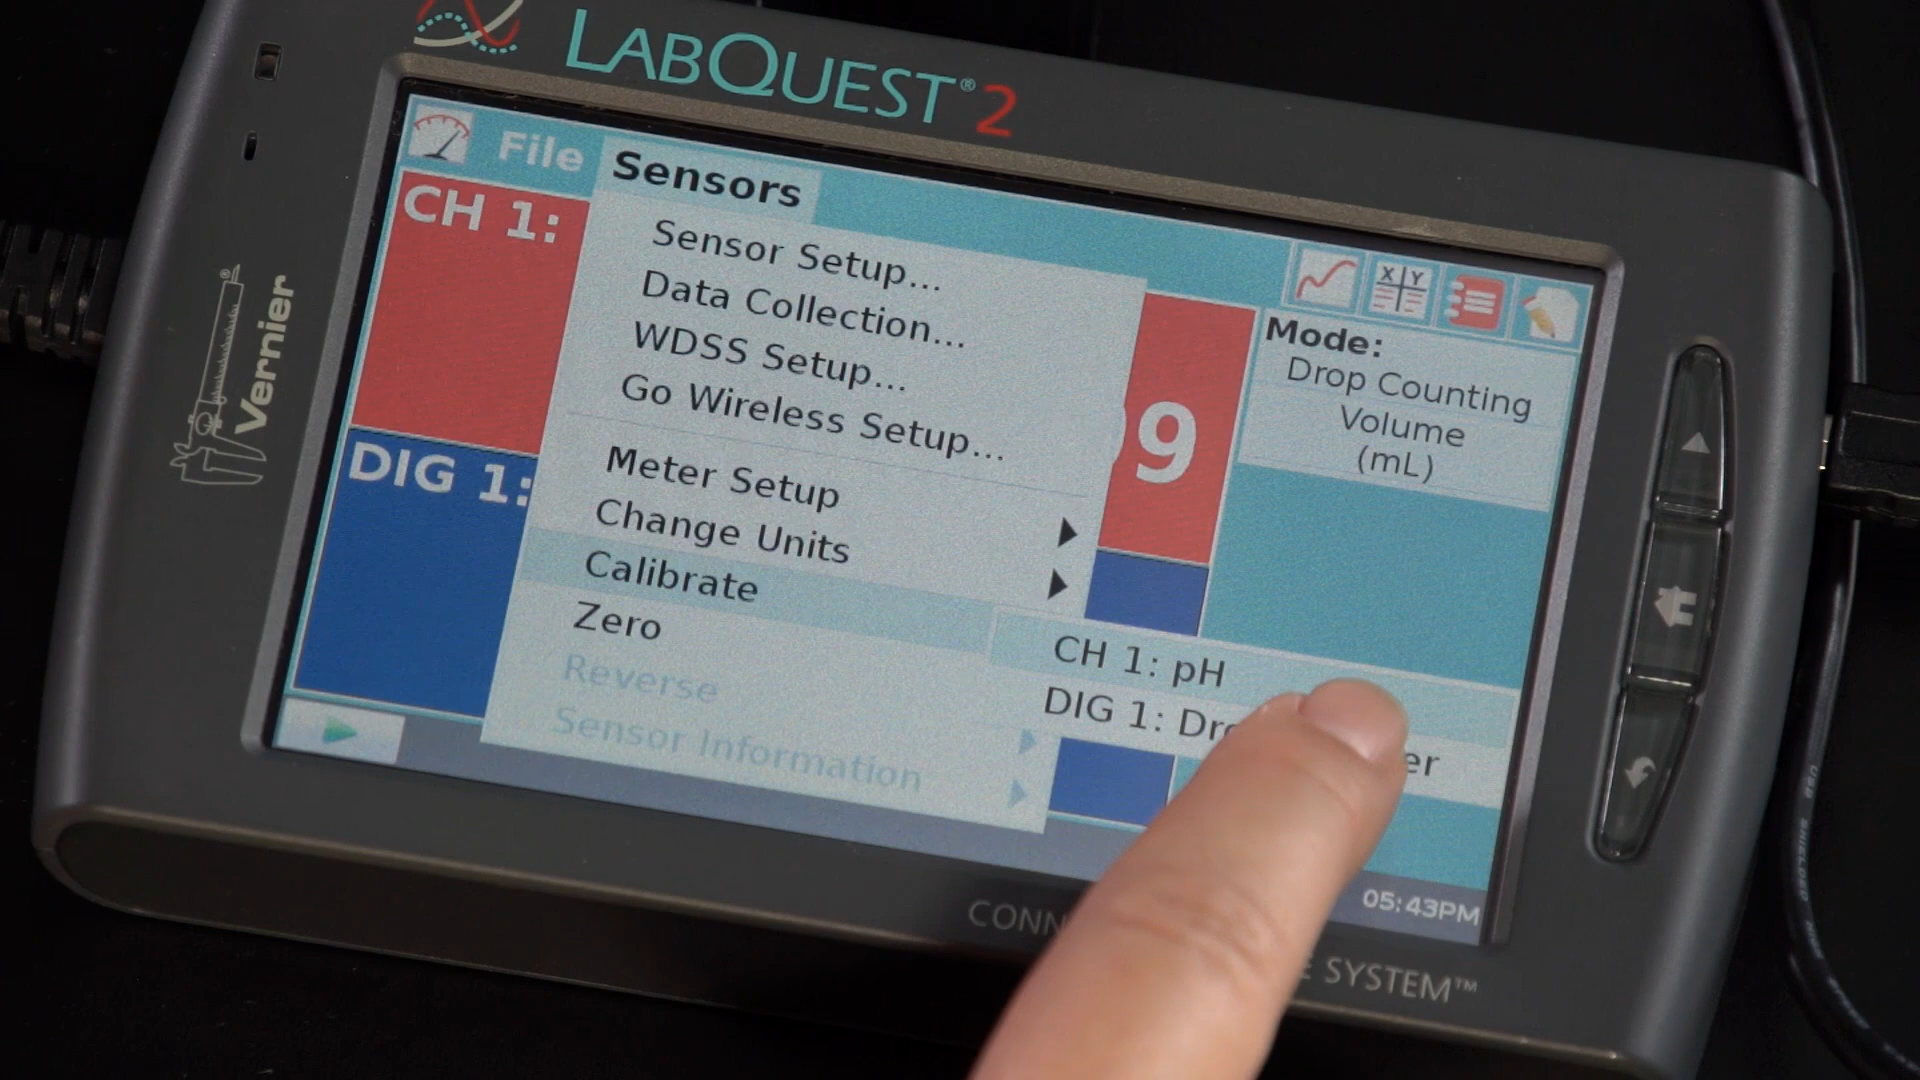 LABQUEST® 2
File Sensors
CH 1:
Sensor Setup...
Data Collection...
WDSS Setup...
Go Wireless Setup...
Meter Setup
Change Units
Calibrate
Zero
Reverse
Sensor Information
CH 1: pH
DIG 1:
9
X Y
Mode:
Drop Counting
Volume
(mL)
DIG 1:
05:43PM
Vernier®
SYSTEM™